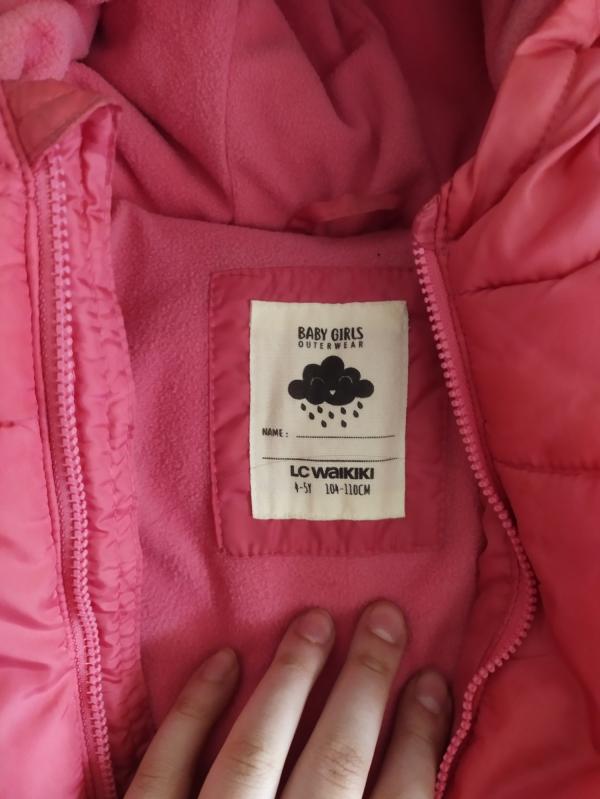 BABY GIRLS
OUTERWEAR
NAME :
LC WAIKIKI
4-5Y 104-110CM